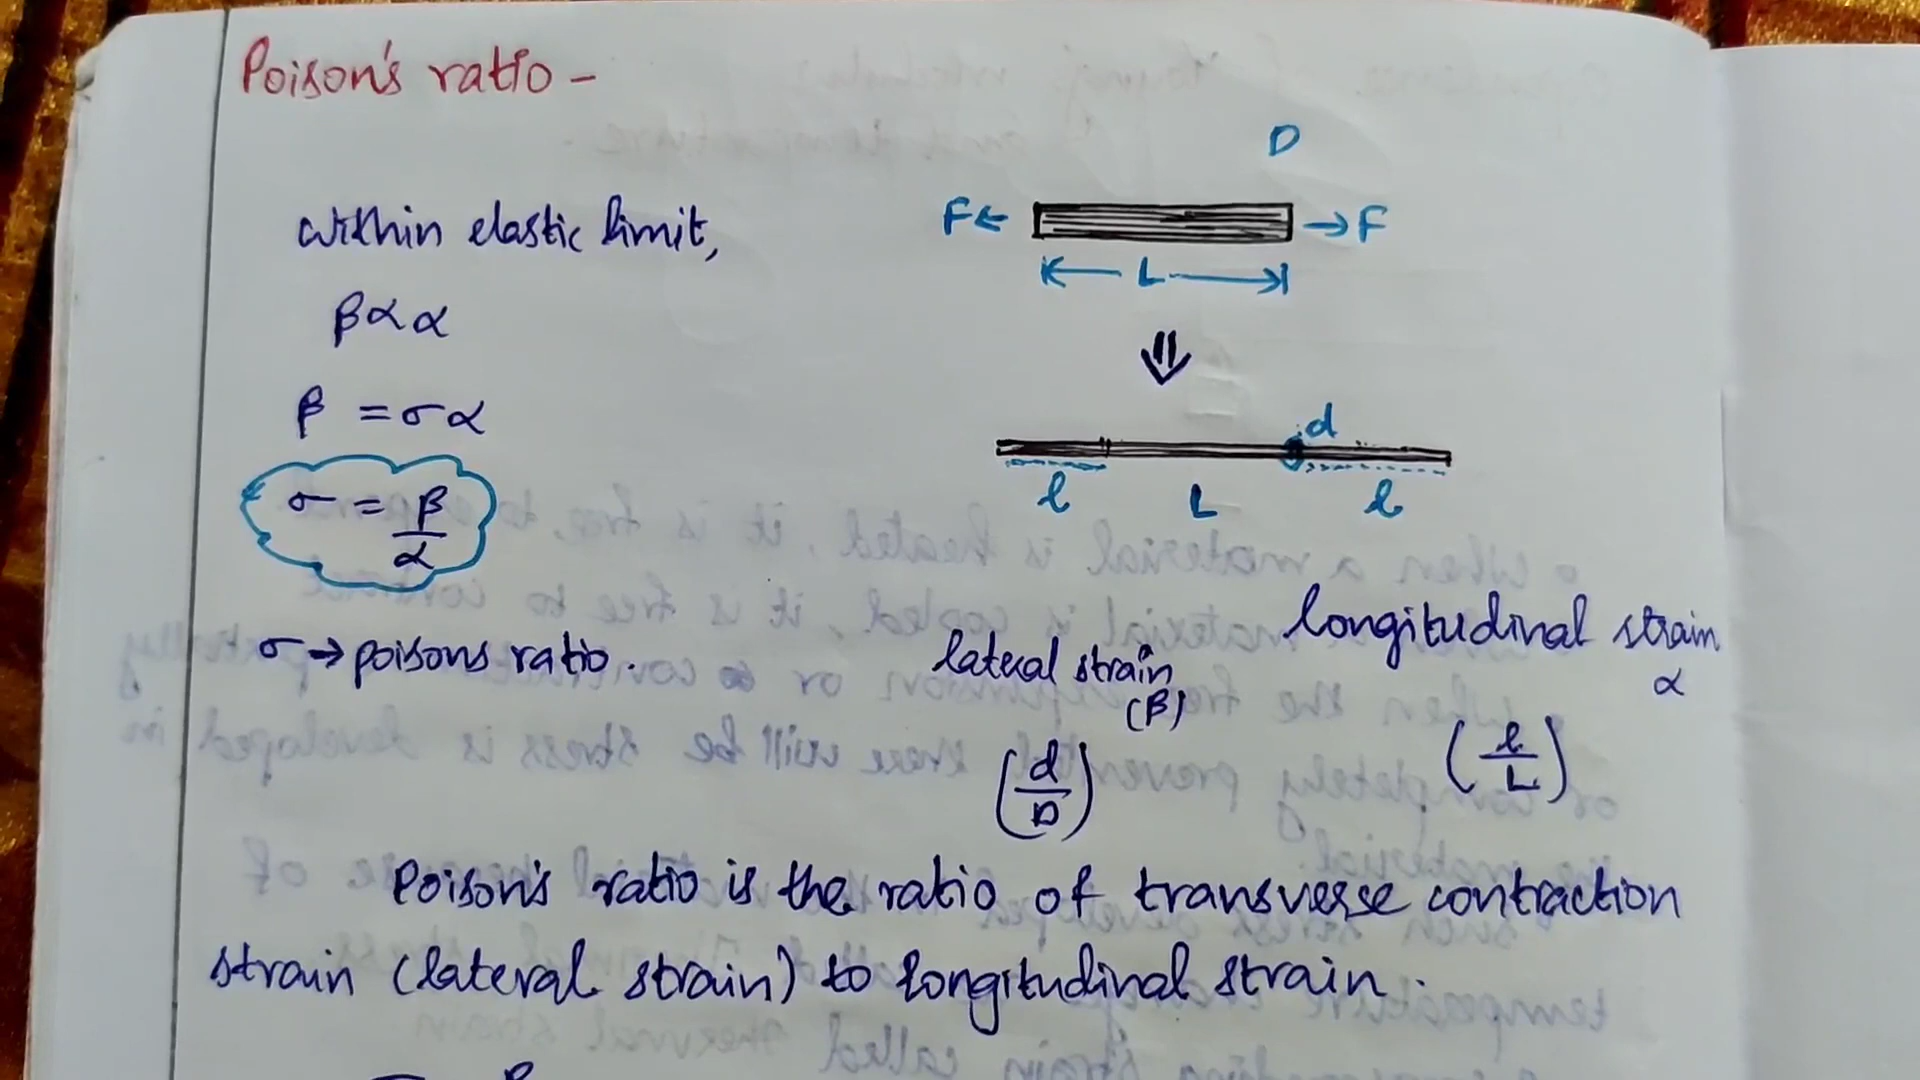 Poison's ratio -
within elastic limit,
β∝α
β = σα
σ = β/α
σ → poisons ratio.
D
F← →F
L
d
l L l
lateral strain
(β)
(d/D)
longitudinal strain
α
(l/L)
Poison's ratio is the ratio of transverse contraction
strain (lateral strain) to longitudinal strain.